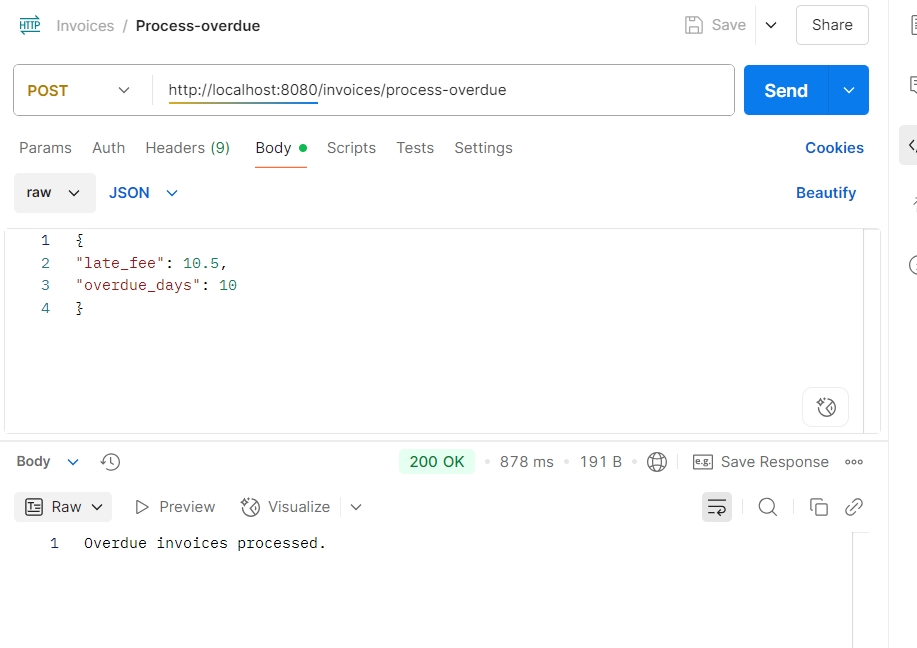 HTTP Invoices / Process-overdue Save Share
POST http://localhost:8080/invoices/process-overdue Send
Params Auth Headers (9) Body Scripts Tests Settings Cookies
raw JSON Beautify
1 {
2 "late_fee": 10.5,
3 "overdue_days": 10
4 }
Body 200 OK • 878 ms • 191 B • e.g. Save Response
Raw Preview Visualize
1 Overdue invoices processed.